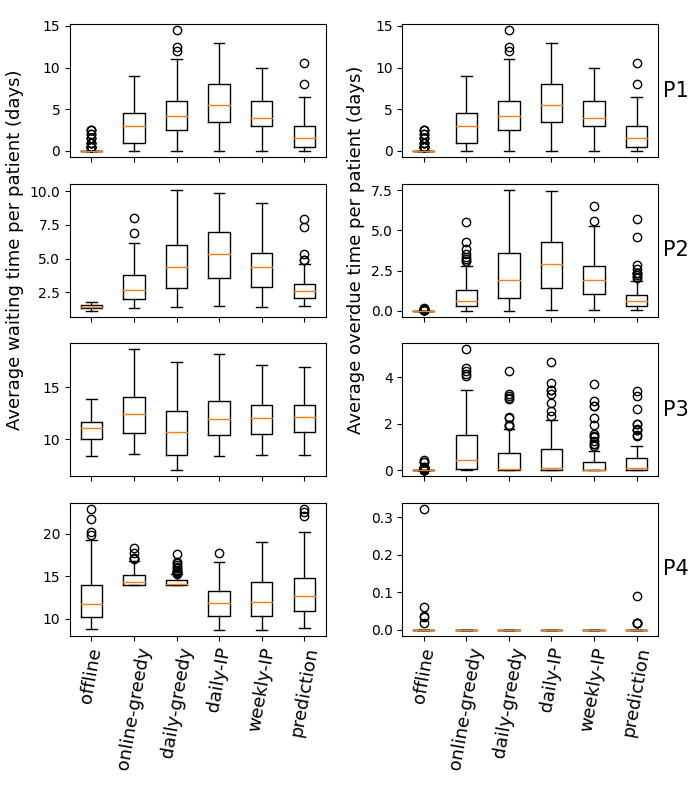 Average waiting time per patient (days)
Average overdue time per patient (days)
15
10
5
0
15
10
5
0
P1
10.0
7.5
5.0
2.5
7.5
5.0
2.5
0.0
P2
15
10
4
2
0
P3
20
15
10
0.3
0.2
0.1
0.0
P4
offline
online-greedy
daily-greedy
daily-IP
weekly-IP
prediction
offline
online-greedy
daily-greedy
daily-IP
weekly-IP
prediction